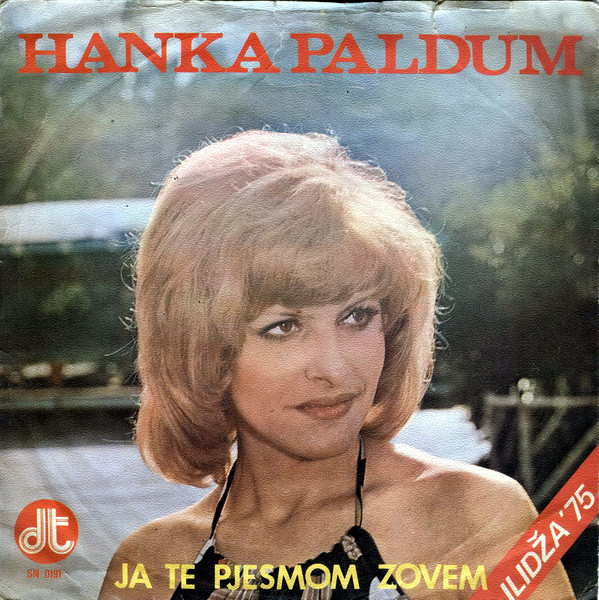 HANKA PALDUM
dt
SN 0191
JA TE PJESMOM ZOVEM
ILIDŽA '75